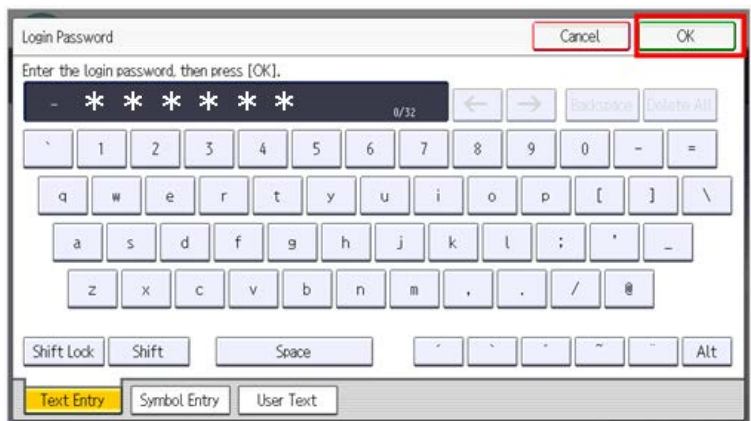 Login Password Cancel OK
Enter the login password, then press [OK].
- * * * * * * 0/32 ← → Backspace Delete All
` 1 2 3 4 5 6 7 8 9 0 - =
q w e r t y u i o p [ ] \
a s d f g h j k l ; ' _
z x c v b n m , . / @
Shift Lock Shift Space ´ ` ^ ~ ¨ Alt
Text Entry Symbol Entry User Text